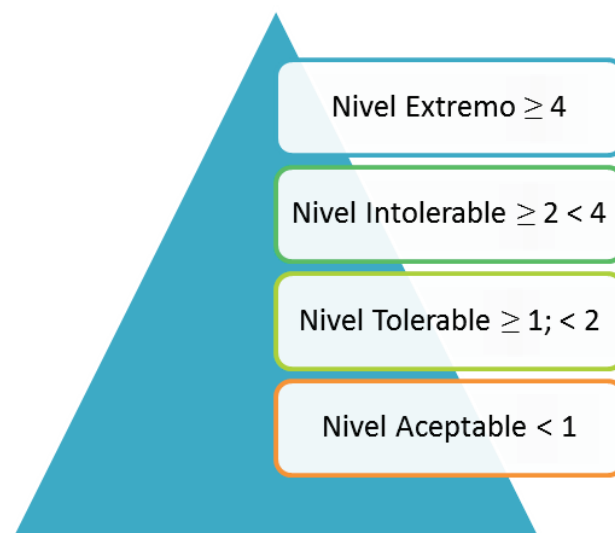 Nivel Extremo ≥ 4
Nivel Intolerable ≥ 2 < 4
Nivel Tolerable ≥ 1; < 2
Nivel Aceptable < 1